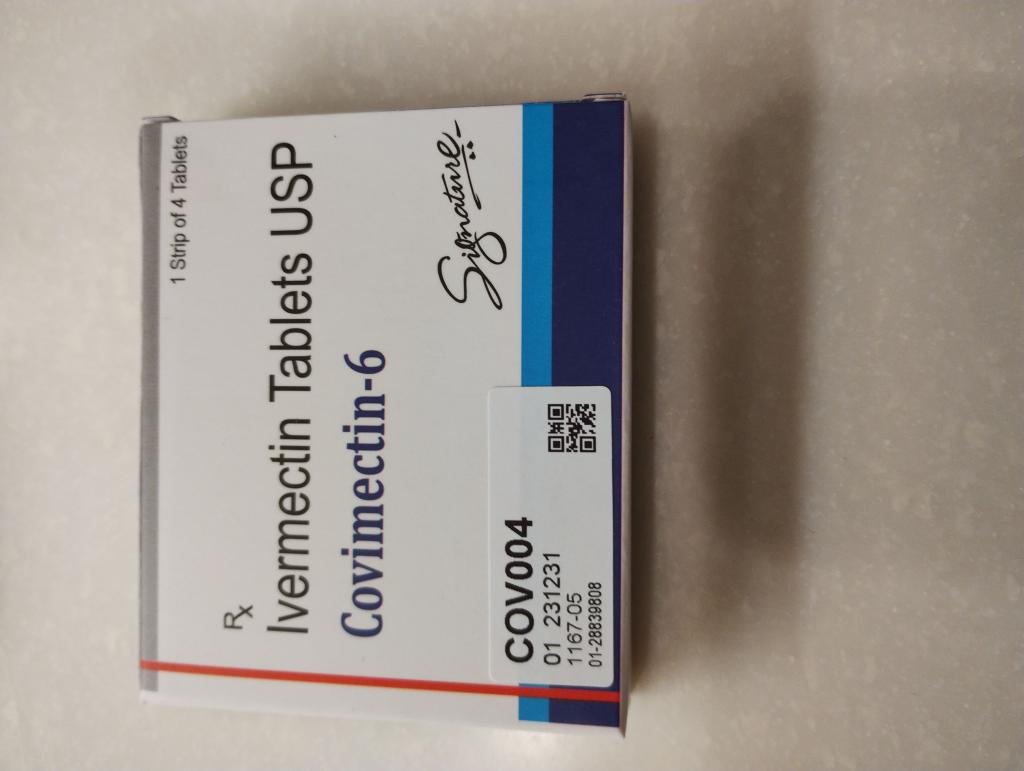 1 Strip of 4 Tablets
Rx
Ivermectin Tablets USP
Covimectin-6
Signature
COV004
01 231231
1167-05
01-28839808